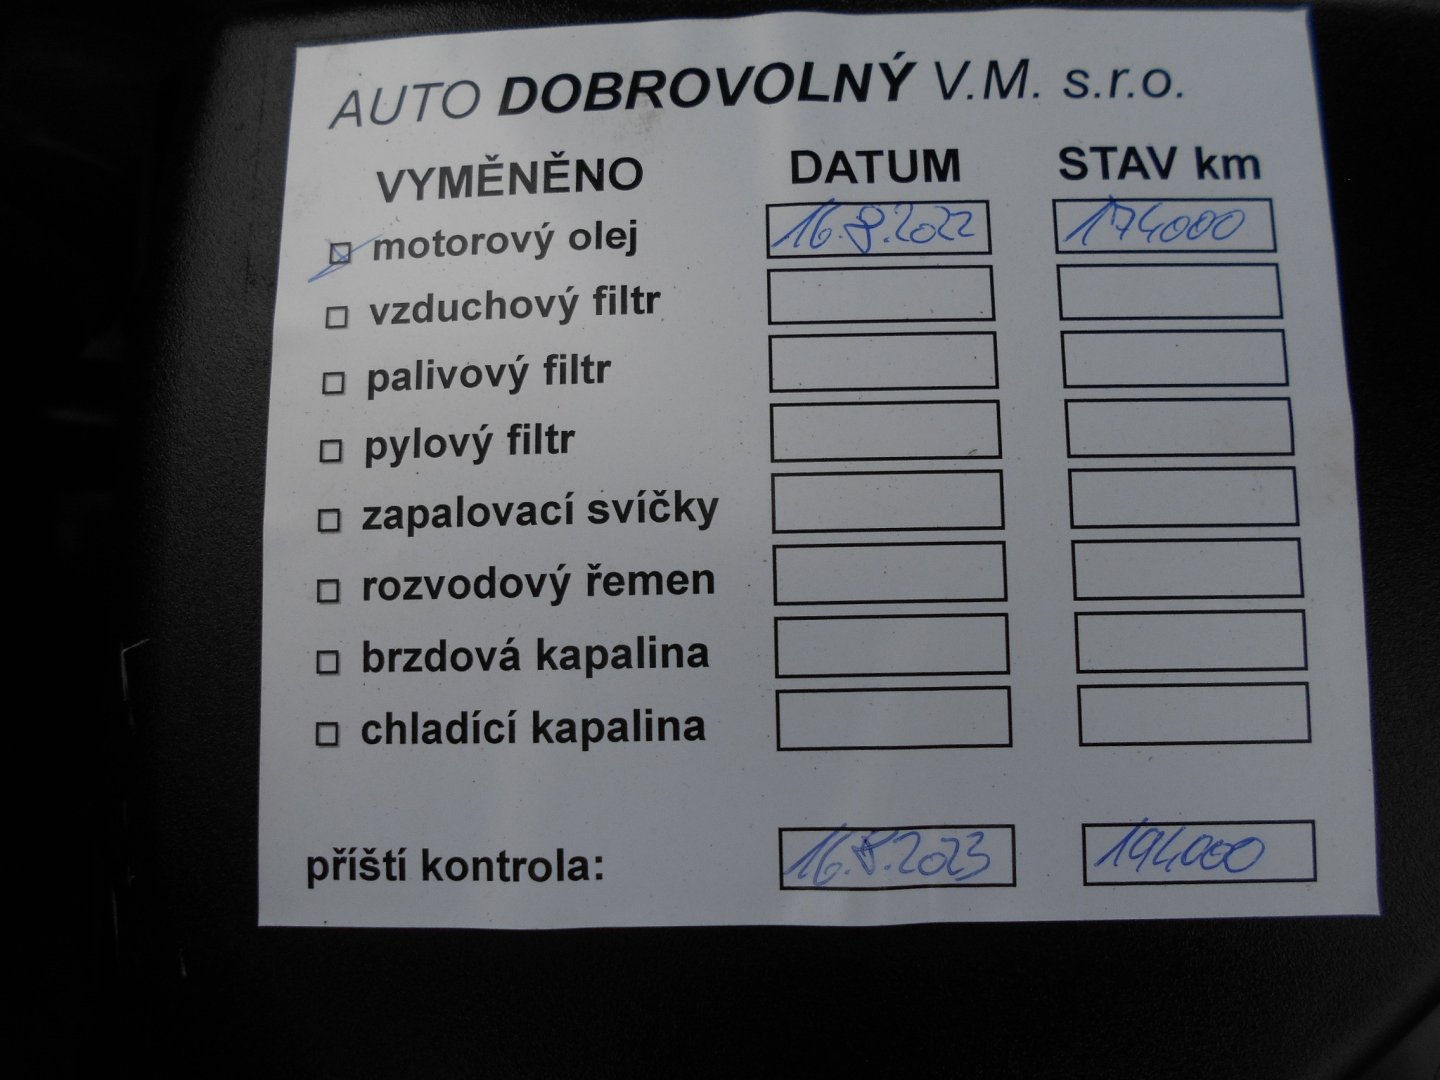 AUTO DOBROVOLNÝ V.M. s.r.o.
VYMĚNĚNO DATUM STAV km
motorový olej 16.8.2022 174000
vzduchový filtr
palivový filtr
pylový filtr
zapalovací svíčky
rozvodový řemen
brzdová kapalina
chladící kapalina
příští kontrola: 16.8.2023 194000